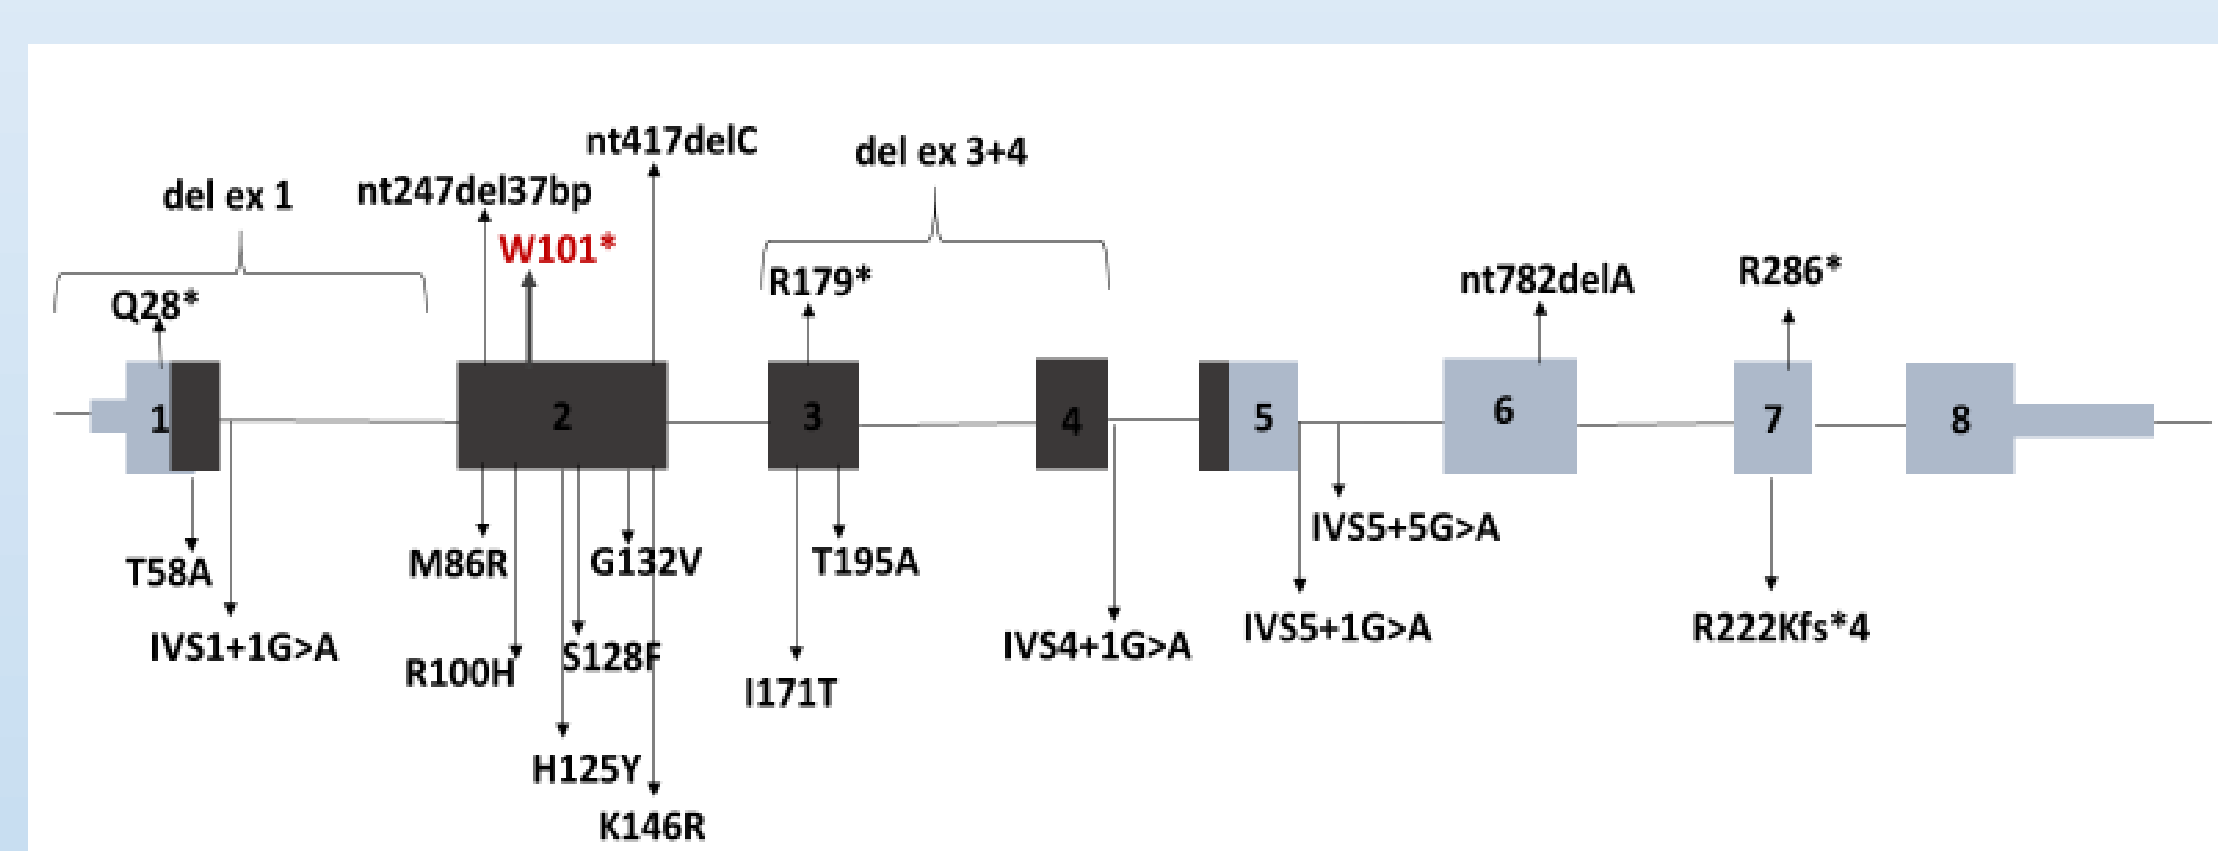 nt417delC
del ex 3+4
del ex 1
nt247del37bp
W101*
R179*
nt782delA
R286*
Q28*
1
2
3
4
5
6
7
8
T58A
M86R
G132V
T195A
IVS5+5G>A
IVS1+1G>A
R100H
S128F
I171T
IVS4+1G>A
IVS5+1G>A
R222Kfs*4
H125Y
K146R